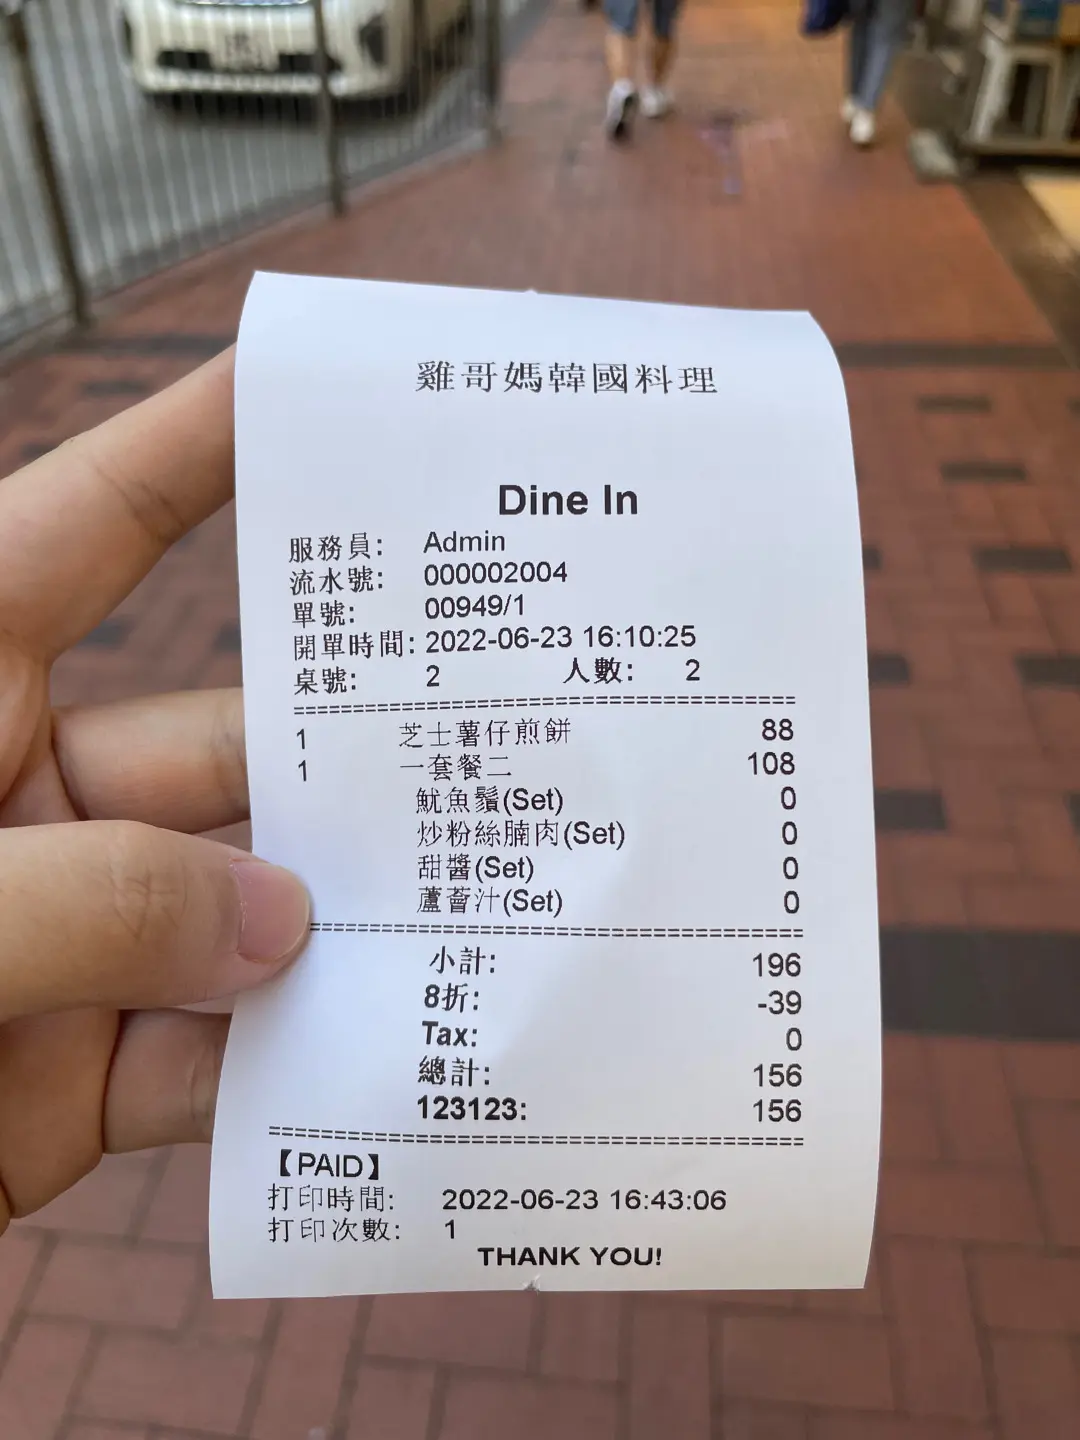 雞哥媽韓國料理
Dine In
服務員: Admin
流水號: 000002004
單號: 00949/1
開單時間: 2022-06-23 16:10:25
桌號: 2 人數: 2
1 芝士薯仔煎餅 88
1 一套餐二 108
魷魚鬚(Set) 0
炒粉絲腩肉(Set) 0
甜醬(Set) 0
蘆薈汁(Set) 0
小計: 196
8折: -39
Tax: 0
總計: 156
123123: 156
【PAID】
打印時間: 2022-06-23 16:43:06
打印次數: 1
THANK YOU!